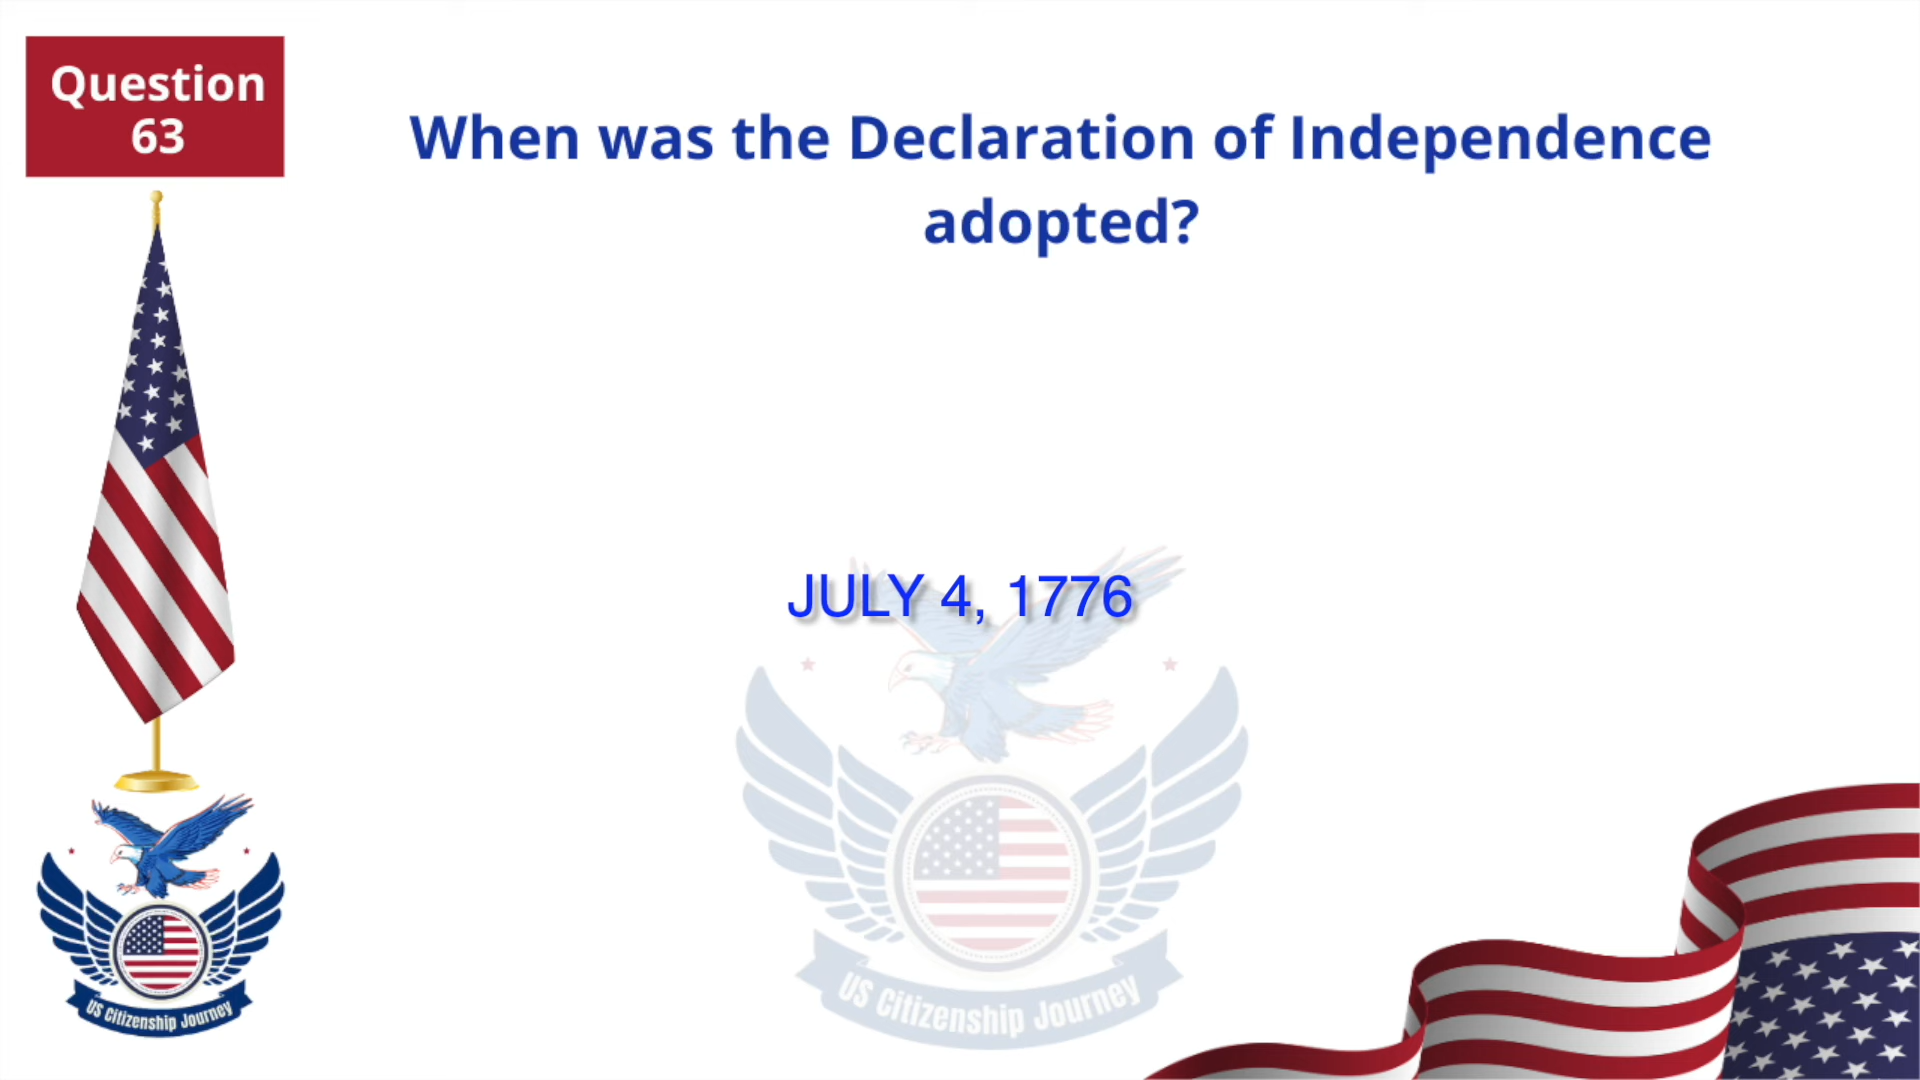 Question
63
When was the Declaration of Independence
adopted?
JULY 4, 1776
US Citizenship Journey
US Citizenship Journey